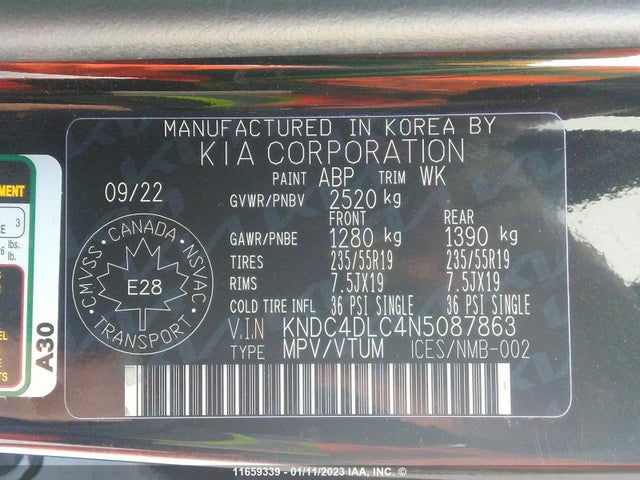 MANUFACTURED IN KOREA BY
KIA CORPORATION
PAINT ABP TRIM WK
09/22
GVWR/PNBV 2520 kg
FRONT REAR
GAWR/PNBE 1280 kg 1390 kg
TIRES 235/55R19 235/55R19
RIMS 7.5JX19 7.5JX19
COLD TIRE INFL 36 PSI SINGLE 36 PSI SINGLE
V.I.N KNDC4DLC4N5087863
TYPE MPV/VTUM ICES/NMB-002
CANADA
CMVSS • NSVAC
E28
TRANSPORT
3
lbs.
lb.
A30
11659339 - 01/11/2023 IAA, INC. ©